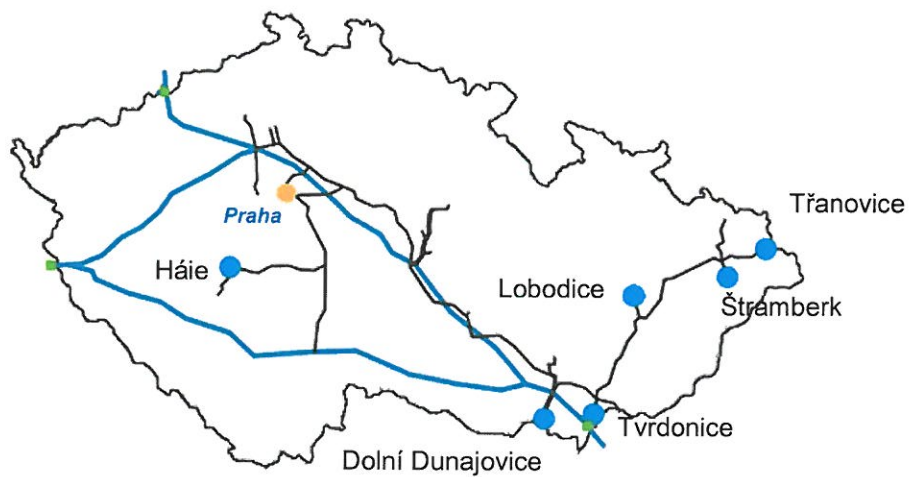 Třanovice
Praha
Háie
Lobodice
Štramberk
Tvrdonice
Dolní Dunajovice